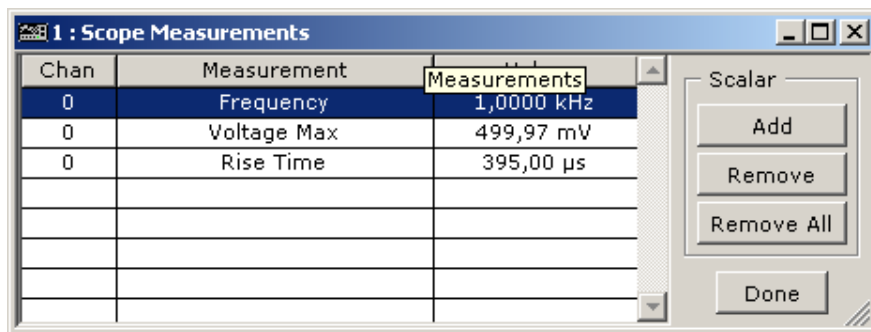 1 : Scope Measurements
Chan Measurement
Measurements
0 Frequency 1,0000 kHz
0 Voltage Max 499,97 mV
0 Rise Time 395,00 µs
Scalar
Add
Remove
Remove All
Done